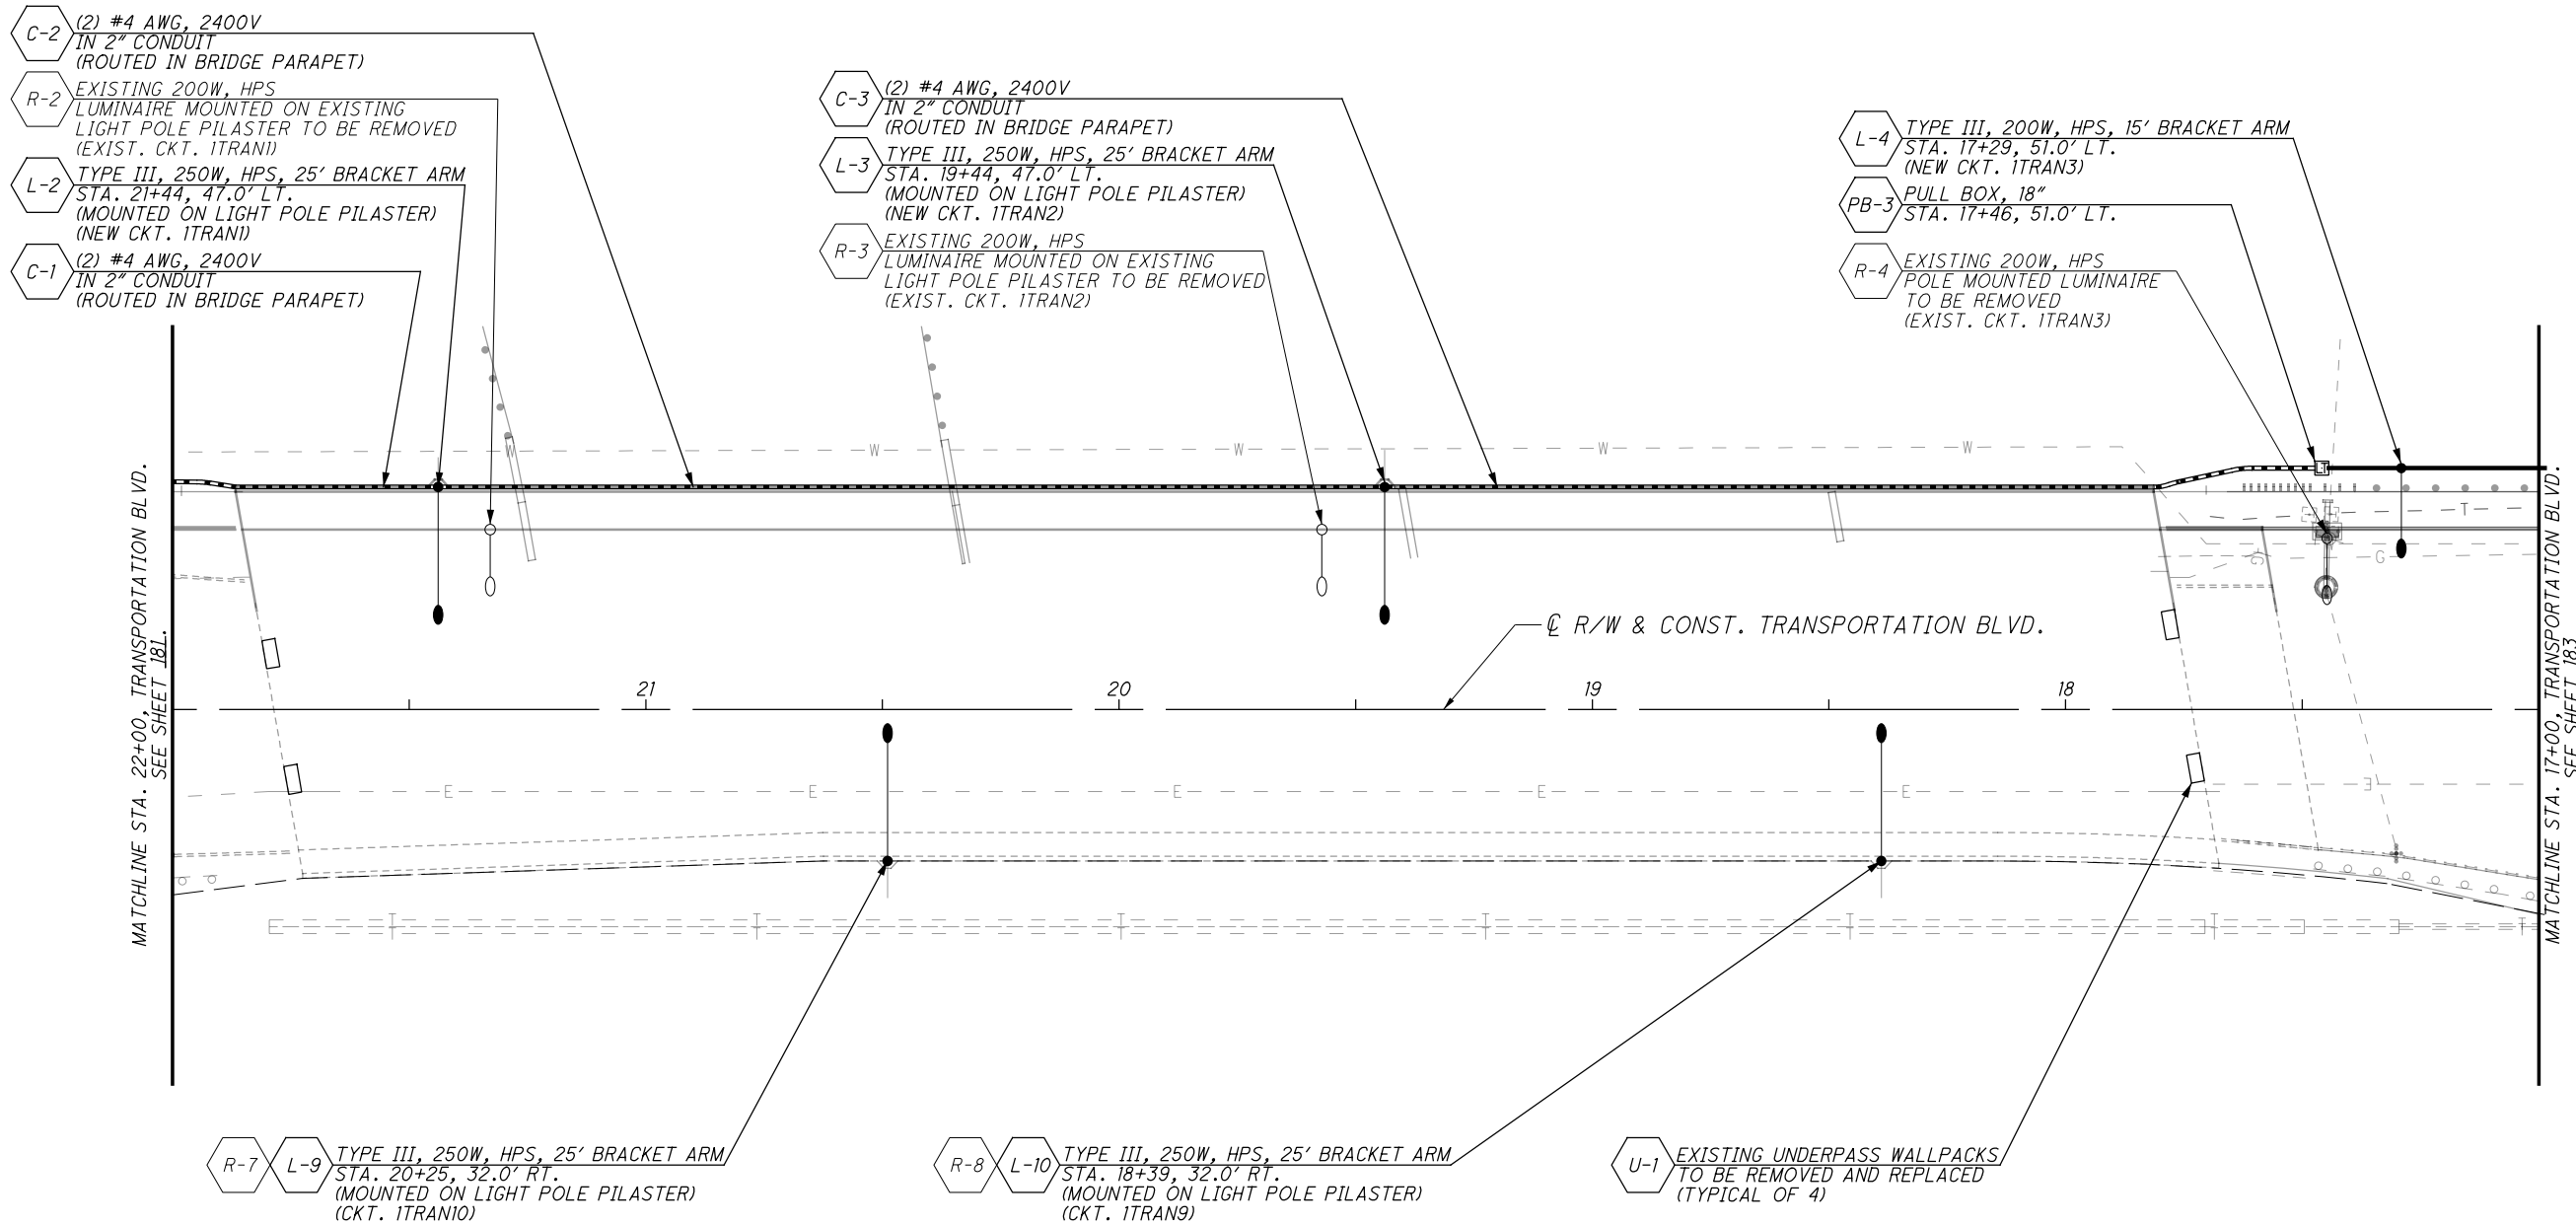 C-2
(2) #4 AWG, 2400V
IN 2" CONDUIT
(ROUTED IN BRIDGE PARAPET)
R-2
EXISTING 200W, HPS
LUMINAIRE MOUNTED ON EXISTING
LIGHT POLE PILASTER TO BE REMOVED
(EXIST. CKT. 1TRAN1)
L-2
TYPE III, 250W, HPS, 25' BRACKET ARM
STA. 21+44, 47.0' LT.
(MOUNTED ON LIGHT POLE PILASTER)
(NEW CKT. 1TRAN1)
C-1
(2) #4 AWG, 2400V
IN 2" CONDUIT
(ROUTED IN BRIDGE PARAPET)
C-3
(2) #4 AWG, 2400V
IN 2" CONDUIT
(ROUTED IN BRIDGE PARAPET)
L-3
TYPE III, 250W, HPS, 25' BRACKET ARM
STA. 19+44, 47.0' LT.
(MOUNTED ON LIGHT POLE PILASTER)
(NEW CKT. 1TRAN2)
R-3
EXISTING 200W, HPS
LUMINAIRE MOUNTED ON EXISTING
LIGHT POLE PILASTER TO BE REMOVED
(EXIST. CKT. 1TRAN2)
L-4
TYPE III, 200W, HPS, 15' BRACKET ARM
STA. 17+29, 51.0' LT.
(NEW CKT. 1TRAN3)
PB-3
PULL BOX, 18"
STA. 17+46, 51.0' LT.
R-4
EXISTING 200W, HPS
POLE MOUNTED LUMINAIRE
TO BE REMOVED
(EXIST. CKT. 1TRAN3)
W W W W W
T
G G
MATCHLINE STA. 22+00, TRANSPORTATION BLVD.
SEE SHEET 181.
℄ R/W & CONST. TRANSPORTATION BLVD.
21 20 19 18
MATCHLINE STA. 17+00, TRANSPORTATION BLVD.
SEE SHEET 183
E E E E E E
T T T T T T T
R-7 L-9
TYPE III, 250W, HPS, 25' BRACKET ARM
STA. 20+25, 32.0' RT.
(MOUNTED ON LIGHT POLE PILASTER)
(CKT. 1TRAN10)
R-8 L-10
TYPE III, 250W, HPS, 25' BRACKET ARM
STA. 18+39, 32.0' RT.
(MOUNTED ON LIGHT POLE PILASTER)
(CKT. 1TRAN9)
U-1
EXISTING UNDERPASS WALLPACKS
TO BE REMOVED AND REPLACED
(TYPICAL OF 4)